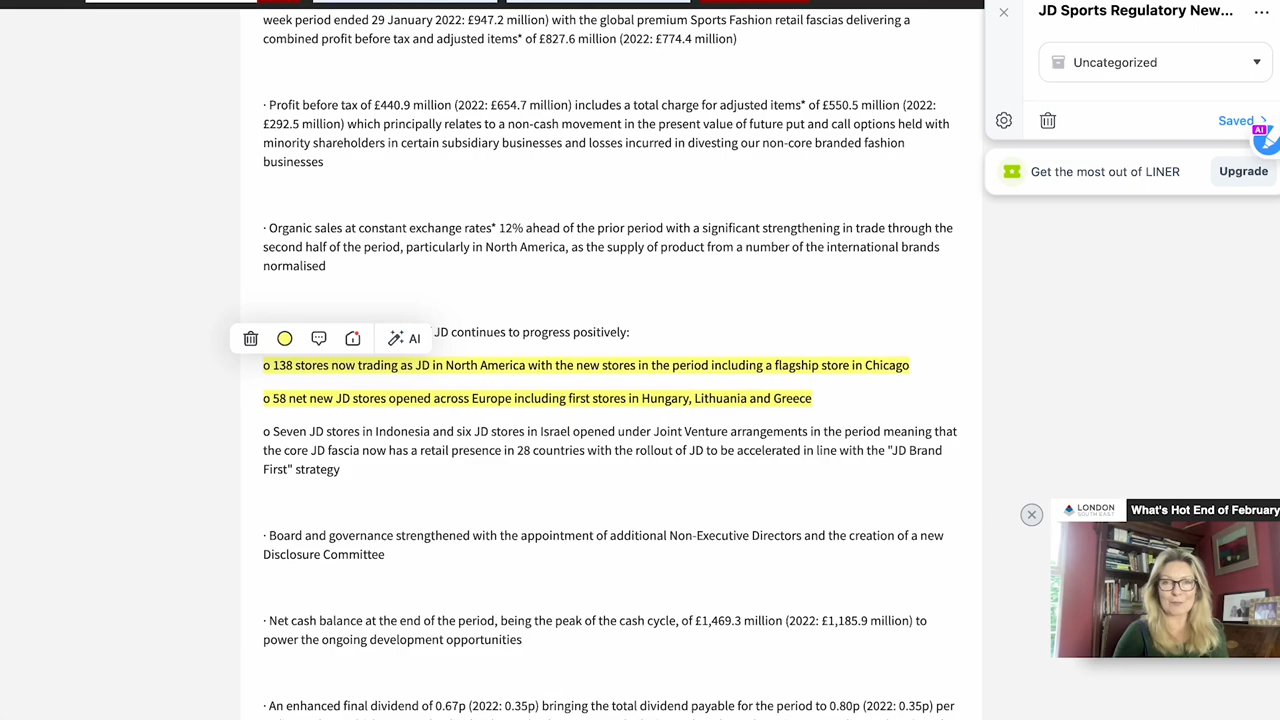 week period ended 29 January 2022: £947.2 million) with the global premium Sports Fashion retail fascias delivering a
combined profit before tax and adjusted items* of £827.6 million (2022: £774.4 million)
· Profit before tax of £440.9 million (2022: £654.7 million) includes a total charge for adjusted items* of £550.5 million (2022:
£292.5 million) which principally relates to a non-cash movement in the present value of future put and call options held with
minority shareholders in certain subsidiary businesses and losses incurred in divesting our non-core branded fashion
businesses
· Organic sales at constant exchange rates* 12% ahead of the prior period with a significant strengthening in trade through the
second half of the period, particularly in North America, as the supply of product from a number of the international brands
normalised
JD continues to progress positively:
AI
o 138 stores now trading as JD in North America with the new stores in the period including a flagship store in Chicago
o 58 net new JD stores opened across Europe including first stores in Hungary, Lithuania and Greece
o Seven JD stores in Indonesia and six JD stores in Israel opened under Joint Venture arrangements in the period meaning that
the core JD fascia now has a retail presence in 28 countries with the rollout of JD to be accelerated in line with the "JD Brand
First" strategy
· Board and governance strengthened with the appointment of additional Non-Executive Directors and the creation of a new
Disclosure Committee
· Net cash balance at the end of the period, being the peak of the cash cycle, of £1,469.3 million (2022: £1,185.9 million) to
power the ongoing development opportunities
· An enhanced final dividend of 0.67p (2022: 0.35p) bringing the total dividend payable for the period to 0.80p (2022: 0.35p) per
JD Sports Regulatory New...
Uncategorized
Saved
AI
Get the most out of LINER
Upgrade
LONDON
SOUTH EAST
What's Hot End of February